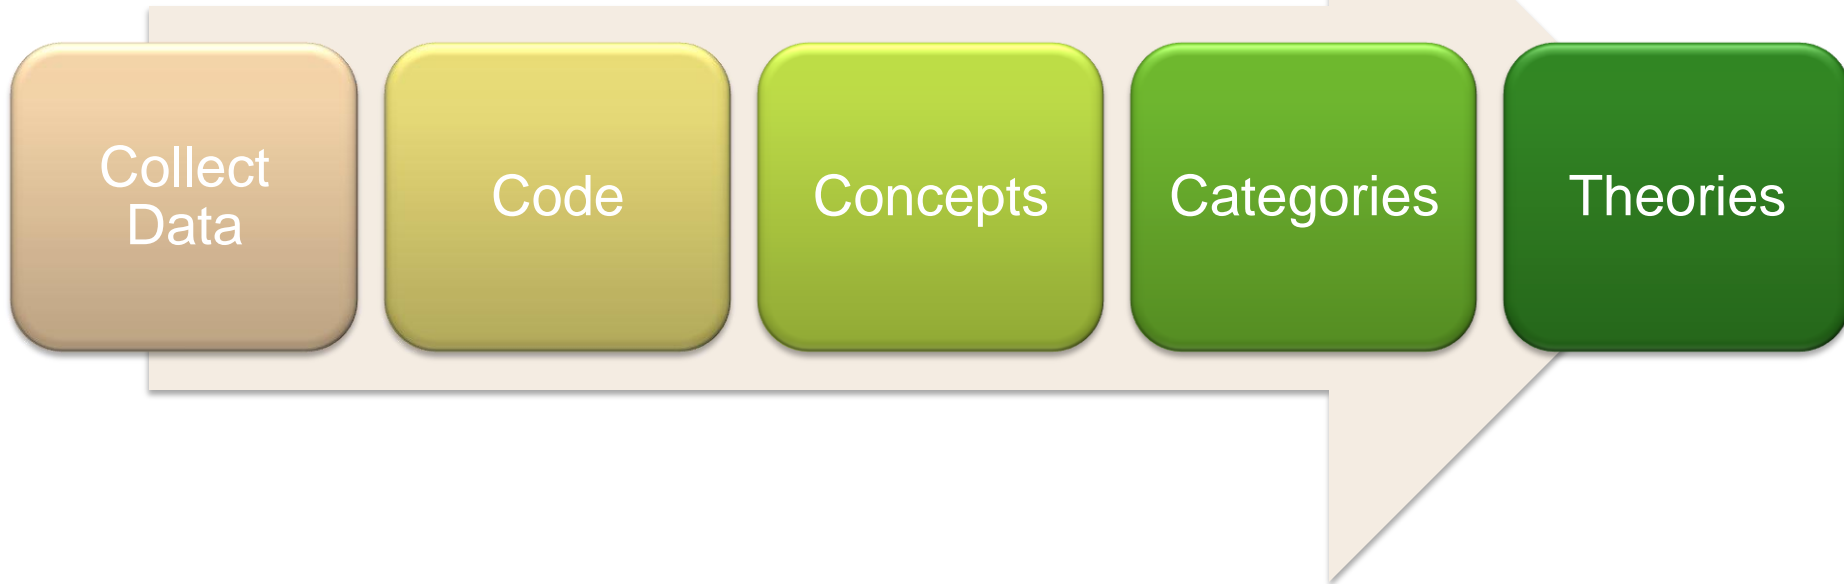 Collect
Data
Code
Concepts
Categories
Theories